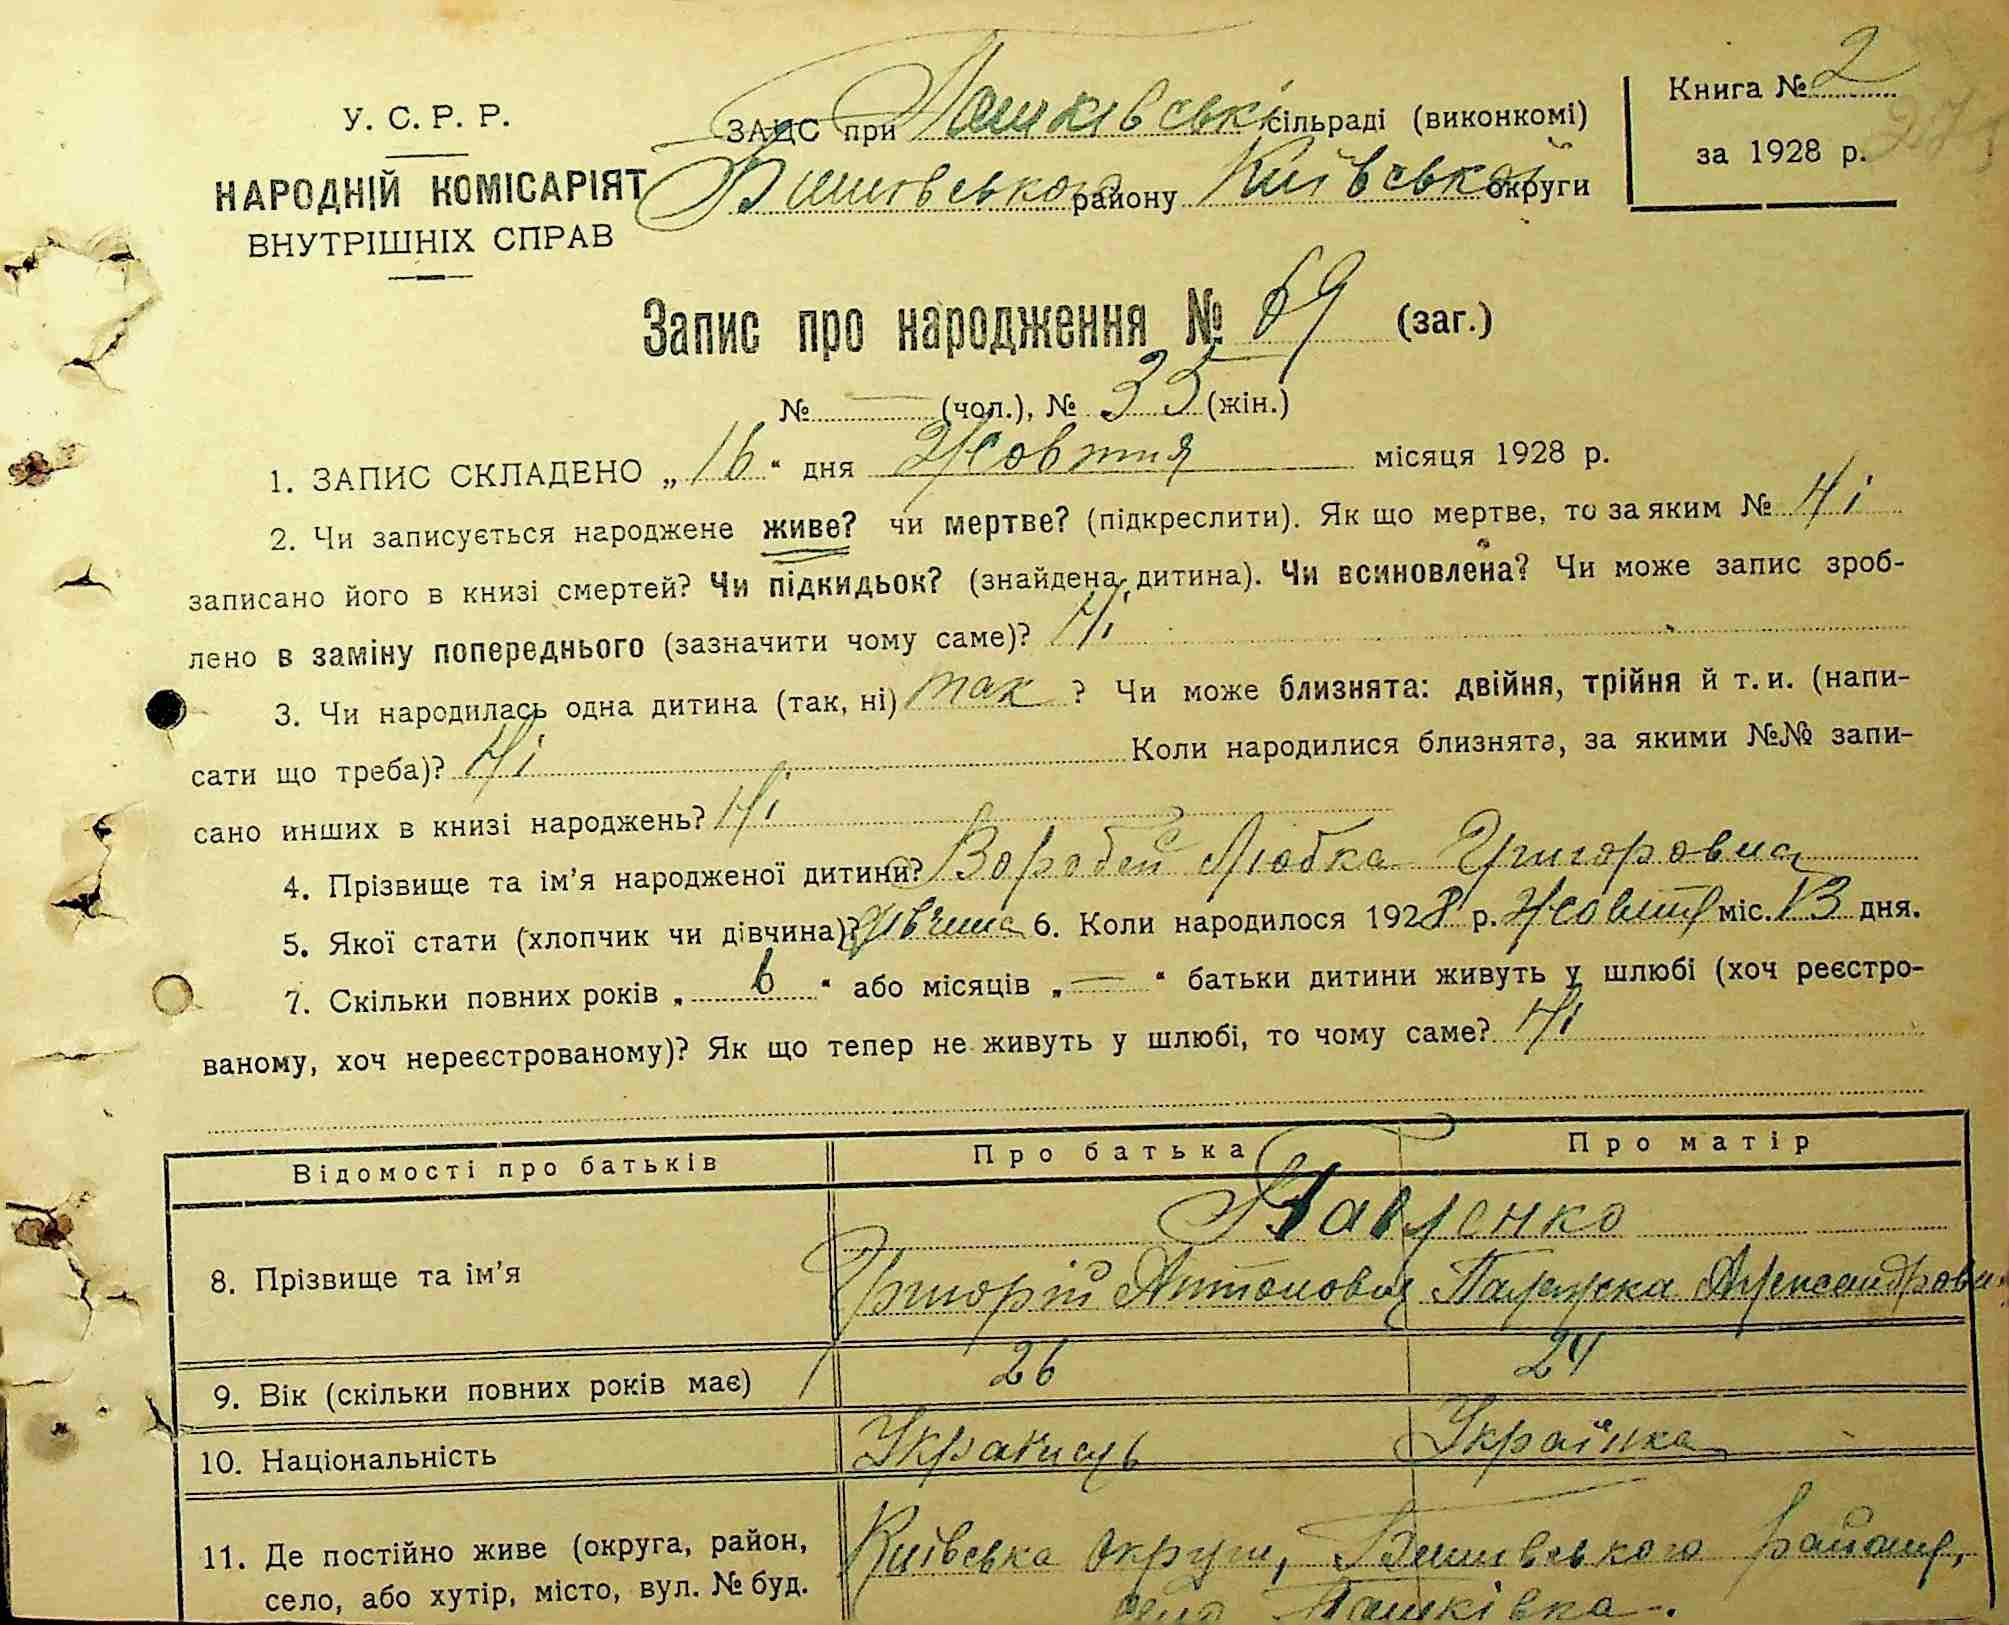 У. С. Р. Р.
НАРОДНІЙ КОМІСАРІЯТ
ВНУТРІШНІХ СПРАВ
ЗАЦС при Пашківські сільраді (виконкомі)
Бишівського району Київської округи
Книга № 2
за 1928 р.
Запис про народження № 69 (заг.)
№ — (чол.), № 35 (жін.)
1. ЗАПИС СКЛАДЕНО „ 16 “ дня Жовтня місяця 1928 р.
2. Чи записується народжене живе? чи мертве? (підкреслити). Як що мертве, то за яким № Ні
записано його в книзі смертей? Чи підкидьок? (знайдена дитина). Чи всиновлена? Чи може запис зроб-
лено в заміну попереднього (зазначити чому саме)? Ні
3. Чи народилась одна дитина (так, ні) так ? Чи може близнята: двійня, трійня й т. и. (напи-
сати що треба)? Ні Коли народилися близнята, за якими №№ запи-
сано инших в книзі народжень? Ні
4. Прізвище та ім’я народженої дитини? Воробей Любка Григоровна
5. Якої стати (хлопчик чи дівчина)? дівчина 6. Коли народилося 1928 р. Жовтня міс. 13 дня.
7. Скільки повних років „ 6 “ або місяців „ — “ батьки дитини живуть у шлюбі (хоч реєстро-
ваному, хоч нереєстрованому)? Як що тепер не живуть у шлюбі, то чому саме? Ні
Відомості про батьків Про батька Про матір
Павленко
8. Прізвище та ім’я Григорій Антонович Палажка Александровна
9. Вік (скільки повних років має) 26 24
10. Національність Українець Українка
11. Де постійно живе (округа, район, Київська округи, Бишівського району,
село, або хутір, місто, вул. № буд. село Пашківка.